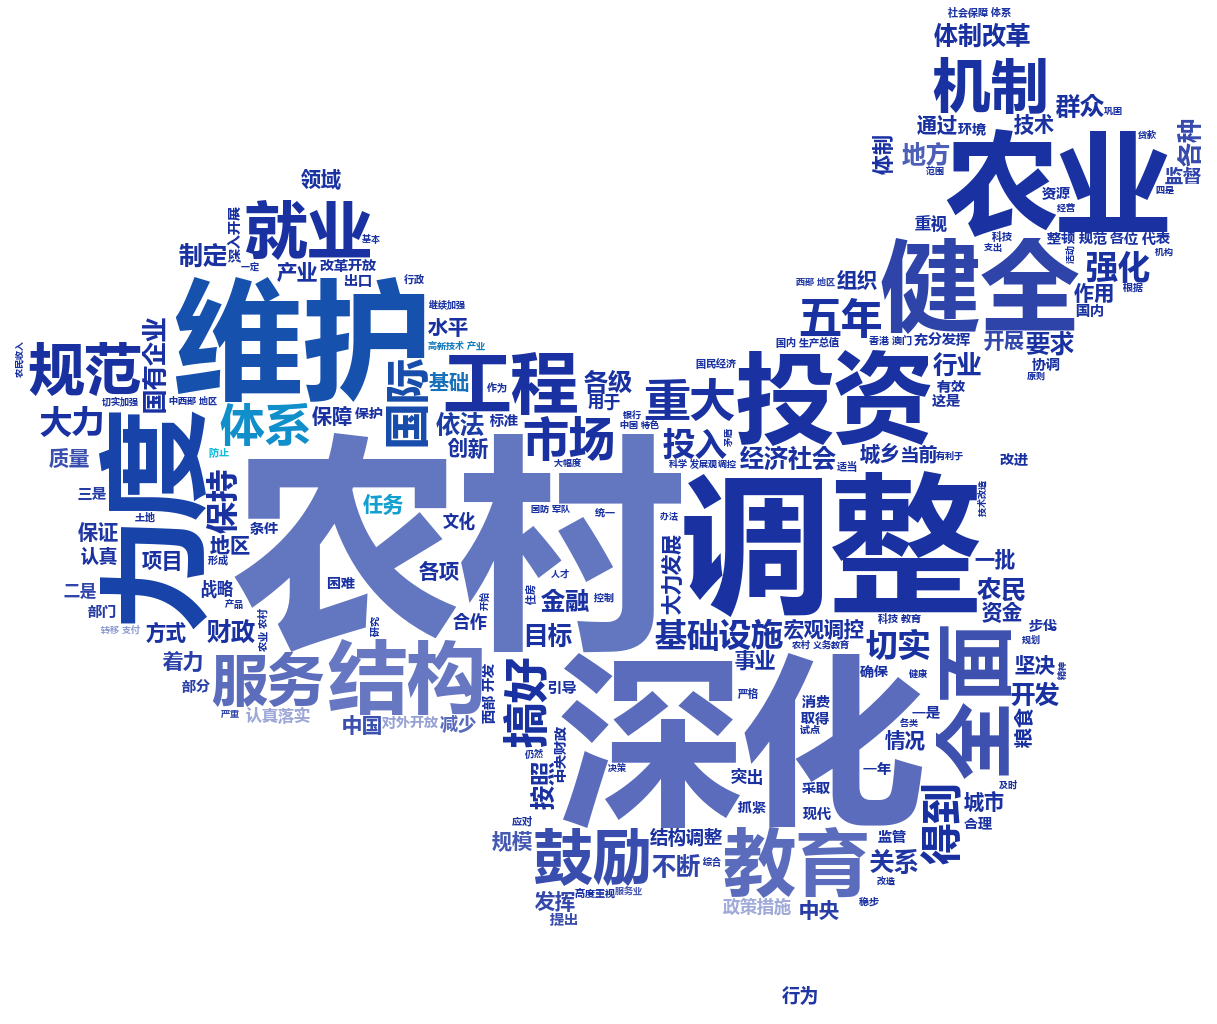 社会保障 体系
体制改革
机制
群众
巩固
通过
环境
技术
体制
地方
范围
农业
贷款
各种
监督
四是
资源
经营
重视
科技
支出
整顿
规范
各位
代表
机构
领域
深入开展
就业
基本
制定
一定
产业
改革开放
出口
行政
健全
强化
根据
作用
国内
西部 地区
组织
五年
维护
继续加强
水平
高新技术 产业
国内 生产总值
香港 澳门
充分发挥
开展
要求
协调
原则
农民收入
规范
国有企业
切实加强
中西部 地区
国际
基础
工程
作为
各级
用于
国民经济
重大
投资
行业
有效
这是
大力
体系
保障
保护
依法
创新
标准
市场
大幅度
银行
中国 特色
投入
矛盾
科学 发展观
调控
经济社会
适当
城乡
当前
有利于
改进
质量
防止
力度
三是
土地
保持
条件
农村
任务
文化
国防 军队
统一
办法
调整
技术改造
保证
认真
项目
地区
形成
各项
困难
人才
住房
金融
控制
大力发展
一批
农民
资金
二是
部门
战略
产品
转移 支付
方式
财政
农业 农村
研究
合作
开始
目标
基础设施
宏观调控
农村 义务教育
科技 教育
切实
步伐
规划
着力
部分
服务
结构
严重
认真落实
中国
对外开放
减少
西部 开发
搞好
引导
事业
严格
确保
健康
全面
坚决
精神
开发
粮食
深化
消费
取得
试点
一是
各类
情况
仍然
中央财政
按照
决策
突出
一年
采取
抓紧
现代
及时
得到
城市
合理
应对
规模
鼓励
结构调整
不断
综合
教育
监管
关系
改造
发挥
高度重视
服务业
提出
政策措施
中央
稳步
行为